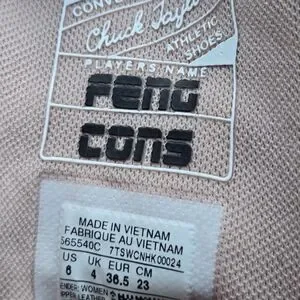 Chuck Taylor
ATHLETIC
SHOES
PLAYERS NAME
FENG
CONS
MADE IN VIETNAM
FABRIQUE AU VIETNAM
565540C 7TSWCNHK00024
US UK EUR CM
6 4 36.5 23
WOMEN